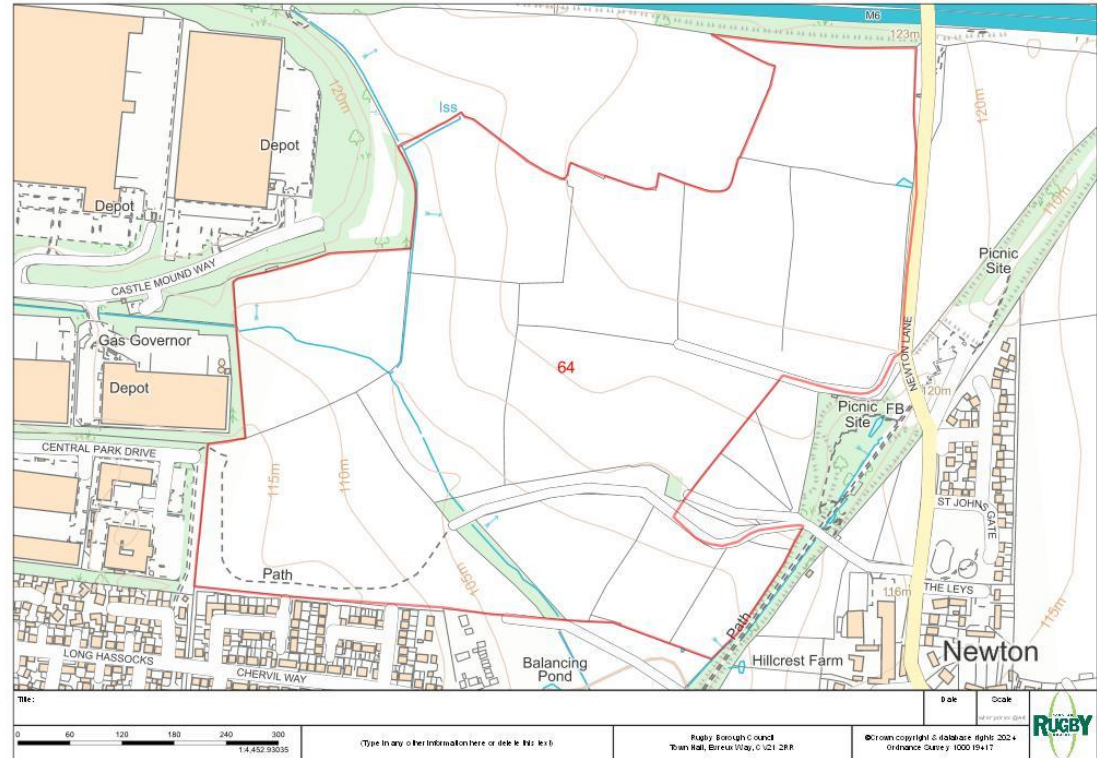 M6
123m
120m
Iss
120m
Depot
110m
Depot
Picnic
Site
CASTLE MOUND WAY
NEWTON LANE
Gas Governor
64
120m
Depot
Picnic
Site
FB
CENTRAL PARK DRIVE
115m
110m
ST JOHNS GATE
Path
105m
THE LEYS
116m
115m
Path
LONG HASSOCKS
CHERVIL WAY
Balancing
Pond
Hillcrest Farm
Newton
Title:
Date
Scale
0 60 120 180 240 300
1:4,452.93035
(Type in any other information here or delete this text)
Rugby Borough Council
Town Hall, Evreux Way, CV21 2RR
©Crown copyright & database rights 2024
Ordnance Survey 100019417
RUGBY